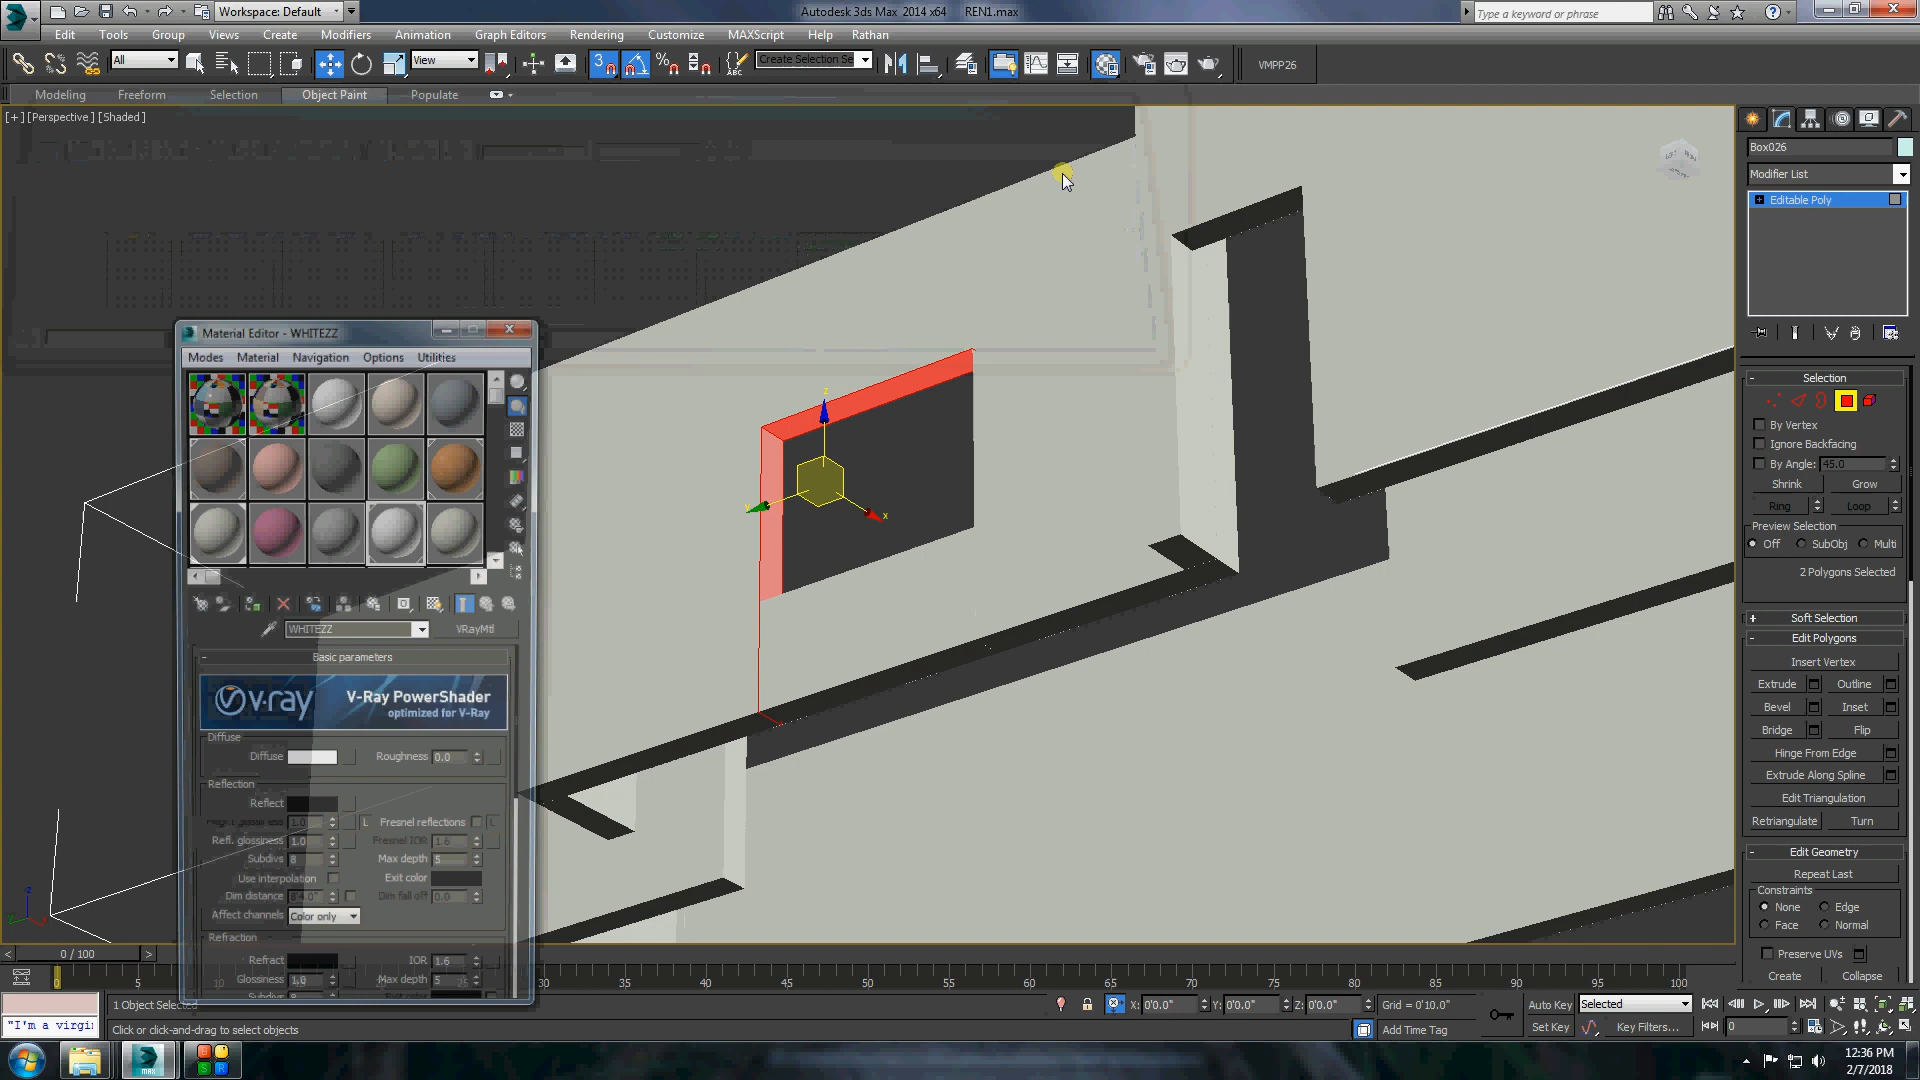 Workspace: Default
Autodesk 3ds Max 2014 x64 REN1.max
Type a keyword or phrase
Edit Tools Group Views Create Modifiers Animation Graph Editors Rendering Customize MAXScript Help Rathan
All
View
3
%
ABC
Create Selection Se
VMPP26
Modeling Freeform Selection Object Paint Populate
[+] [Perspective] [Shaded]
Box026
Modifier List
Editable Poly
Material Editor - WHITEZZ
Modes Material Navigation Options Utilities
WHITEZZ
VRayMtl
Basic parameters
v-ray
V-Ray PowerShader
optimized for V-Ray
Diffuse
Diffuse Roughness 0.0
Reflection
Reflect
1.0 L Fresnel reflections L
Refl. glossiness 1.0 Fresnel IOR 1.6
Subdivs 8 Max depth 5
Use interpolation Exit color
Dim distance 8'4.0" Dim fall off 0.0
Affect channels Color only
Refraction
Refract IOR 1.6
Glossiness 1.0 Max depth 5
z
x
y
Selection
By Vertex
Ignore Backfacing
By Angle: 45.0
Shrink Grow
Ring Loop
Preview Selection
Off SubObj Multi
2 Polygons Selected
Soft Selection
Edit Polygons
Insert Vertex
Extrude Outline
Bevel Inset
Bridge Flip
Hinge From Edge
Extrude Along Spline
Edit Triangulation
Retriangulate Turn
Edit Geometry
Repeat Last
Constraints
None Edge
Face Normal
Preserve UVs
Create Collapse
0 / 100
0 5 10 30 35 40 45 50 55 60 65 70 75 80 85 90 95 100
1 Object Selected
X: 0'0.0" Y: 0'0.0" Z: 0'0.0" Grid = 0'10.0"
Auto Key Selected
"I'm a virgi
Click or click-and-drag to select objects
Add Time Tag
Set Key Key Filters... 0
MAX
12:36 PM
2/7/2018